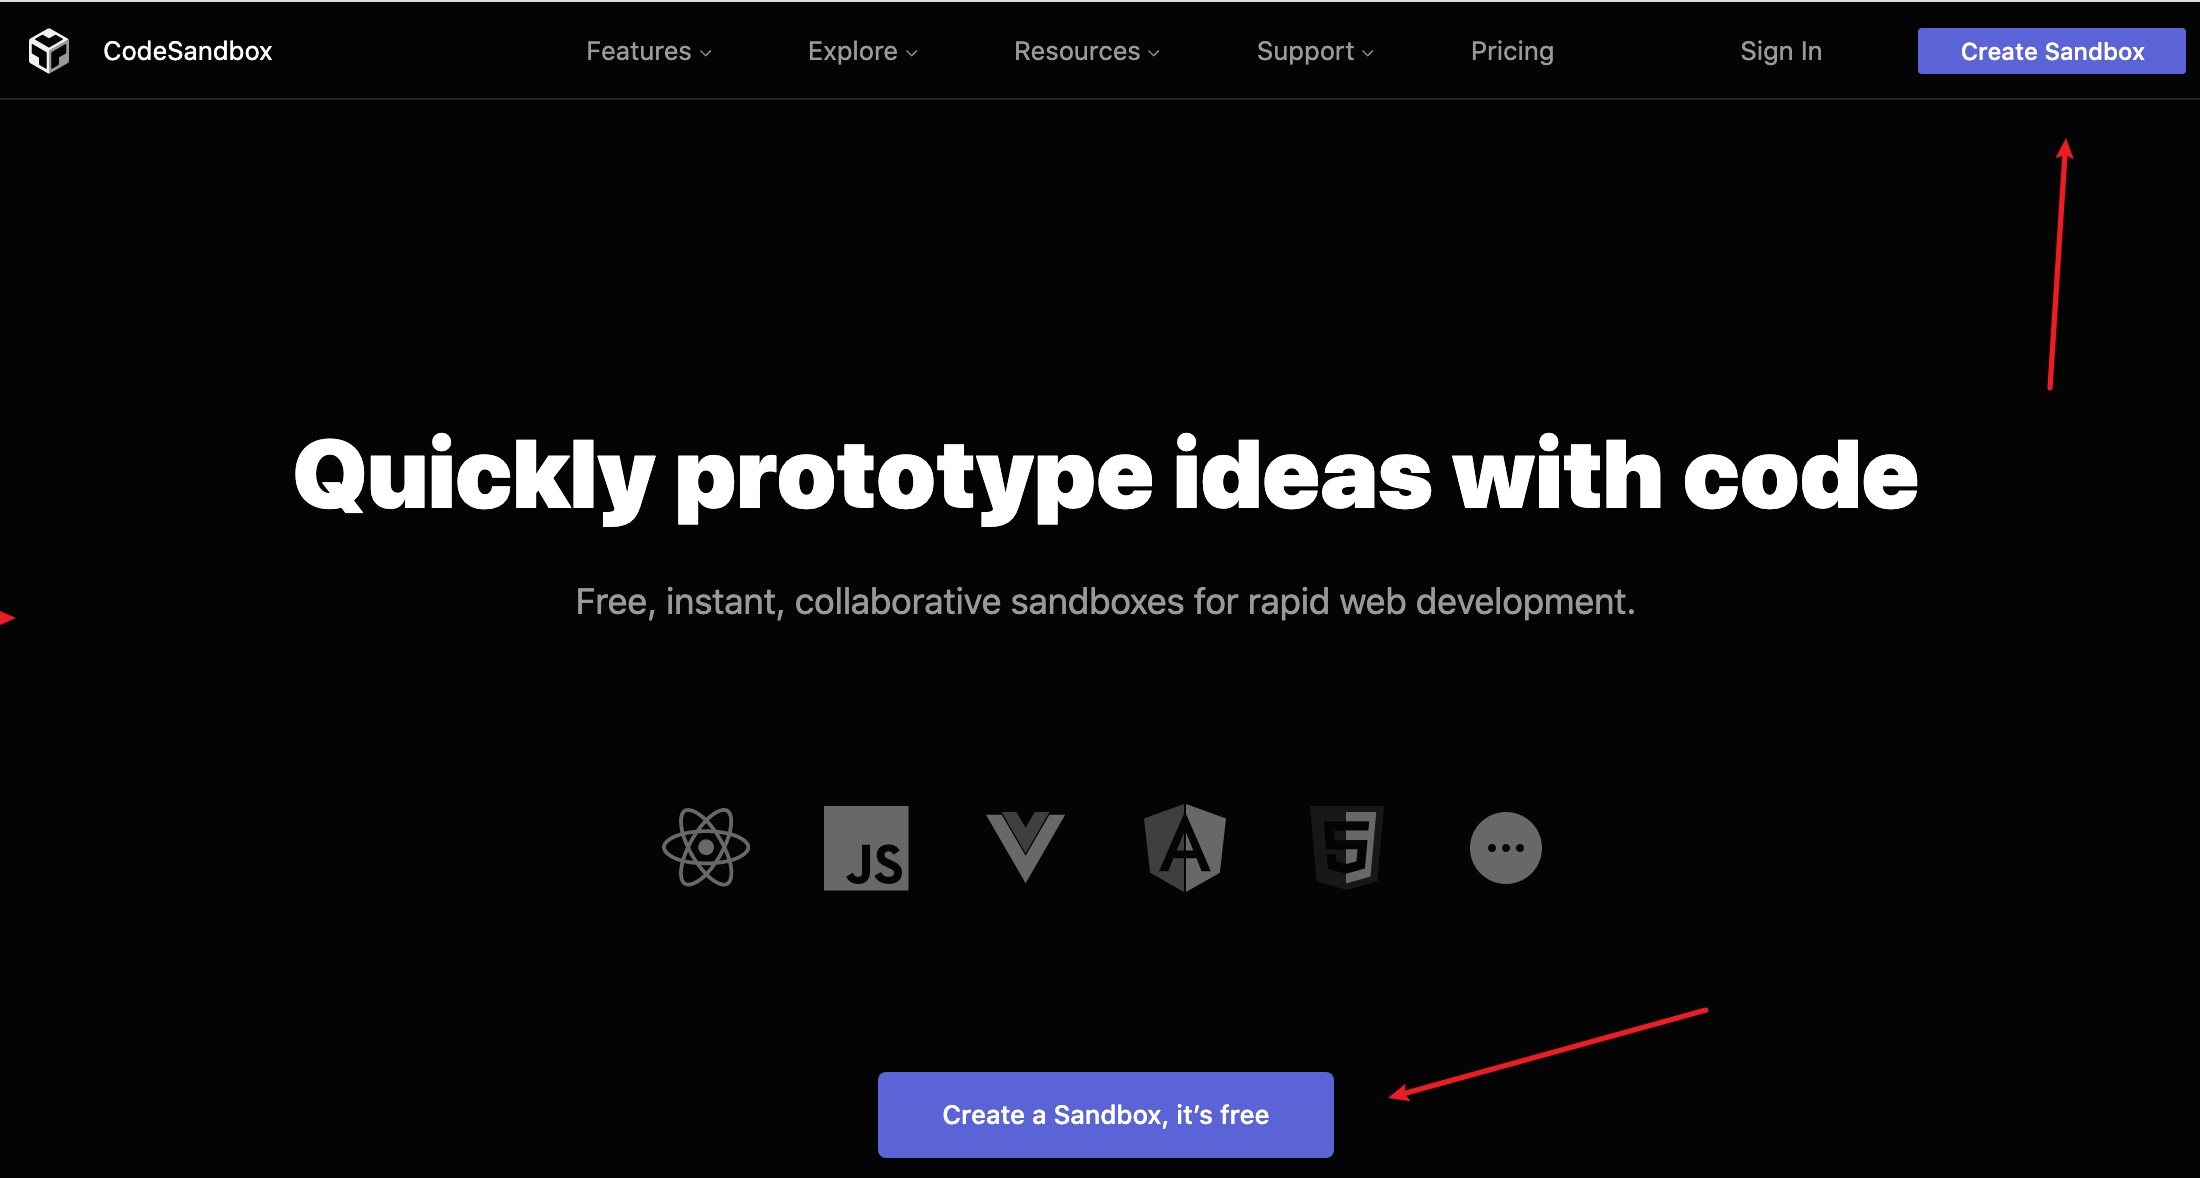 CodeSandbox
Features
Explore
Resources
Support
Pricing
Sign In
Create Sandbox
Quickly prototype ideas with code
Free, instant, collaborative sandboxes for rapid web development.
JS
A
5
Create a Sandbox, it’s free